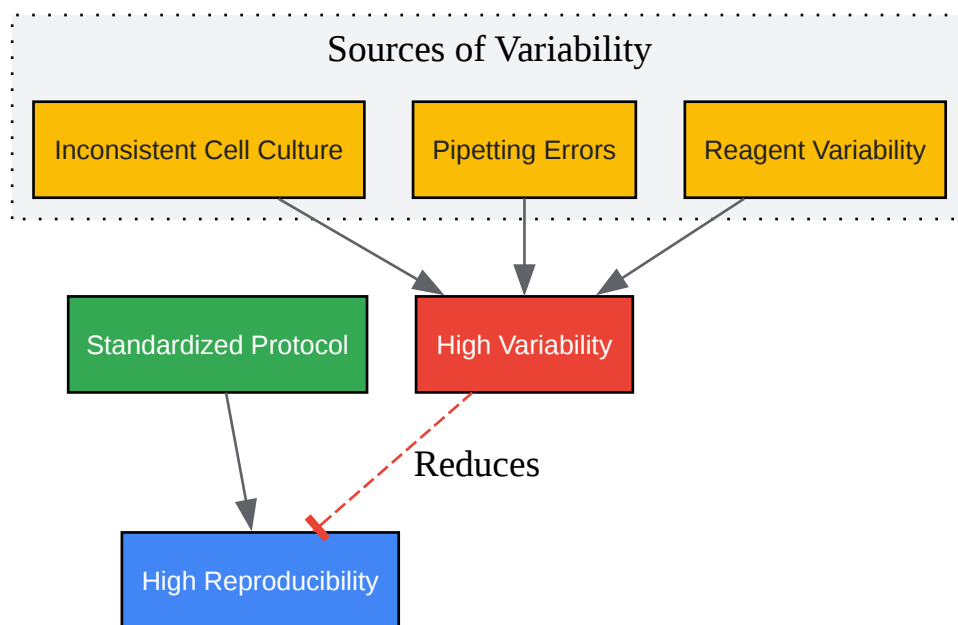 Sources of Variability
Inconsistent Cell Culture
Pipetting Errors
Reagent Variability
Standardized Protocol
High Variability
Reduces
High Reproducibility